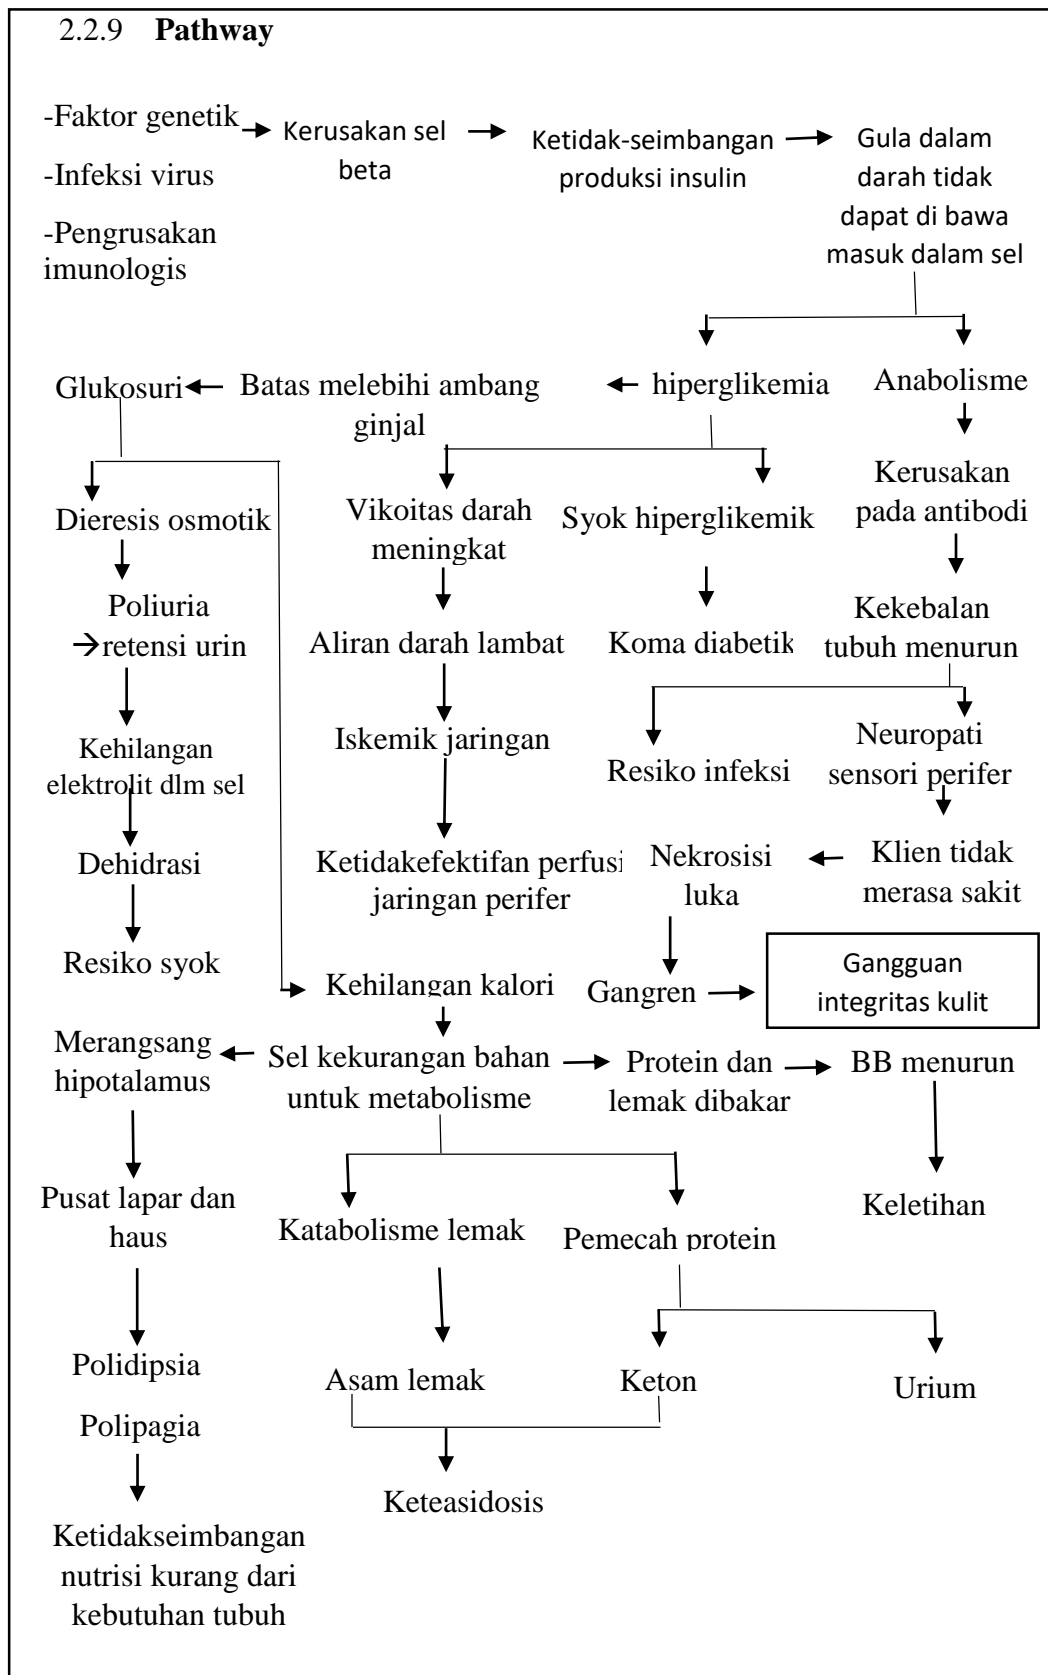 2.2.9 Pathway
-Faktor genetik
-Infeksi virus
-Pengrusakan
imunologis
Kerusakan sel
beta
Ketidak-seimbangan
produksi insulin
Gula dalam
darah tidak
dapat di bawa
masuk dalam sel
Glukosuri
Batas melebihi ambang
ginjal
hiperglikemia
Anabolisme
Dieresis osmotik
Vikoitas darah
meningkat
Syok hiperglikemik
Kerusakan
pada antibodi
Poliuria
→retensi urin
Aliran darah lambat
Koma diabetik
Kekebalan
tubuh menurun
Kehilangan
elektrolit dlm sel
Iskemik jaringan
Resiko infeksi
Neuropati
sensori perifer
Dehidrasi
Ketidakefektifan perfusi
jaringan perifer
Nekrosisi
luka
Klien tidak
merasa sakit
Resiko syok
Kehilangan kalori
Gangren
Gangguan
integritas kulit
Merangsang
hipotalamus
Sel kekurangan bahan
untuk metabolisme
Protein dan
lemak dibakar
BB menurun
Pusat lapar dan
haus
Katabolisme lemak
Pemecah protein
Keletihan
Polidipsia
Polipagia
Asam lemak
Keton
Urium
Keteasidosis
Ketidakseimbangan
nutrisi kurang dari
kebutuhan tubuh